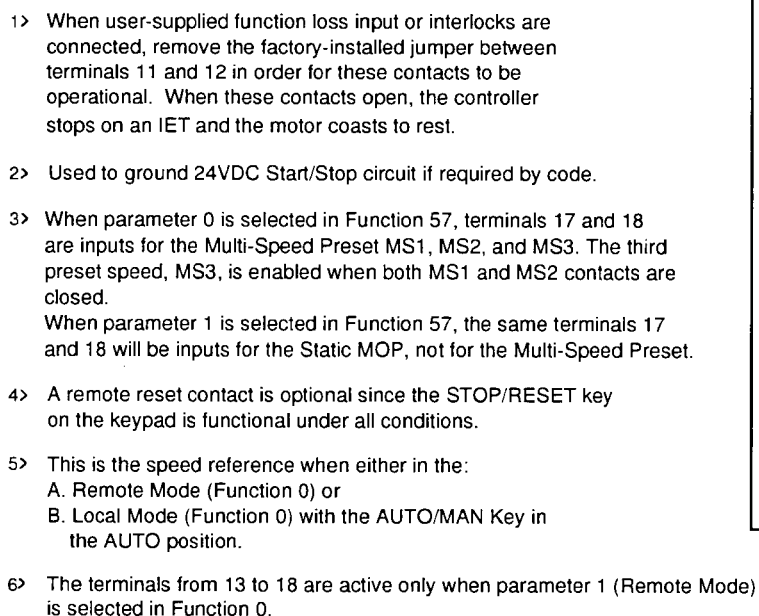 1> When user-supplied function loss input or interlocks are
connected, remove the factory-installed jumper between
terminals 11 and 12 in order for these contacts to be
operational. When these contacts open, the controller
stops on an IET and the motor coasts to rest.
2> Used to ground 24VDC Start/Stop circuit if required by code.
3> When parameter 0 is selected in Function 57, terminals 17 and 18
are inputs for the Multi-Speed Preset MS1, MS2, and MS3. The third
preset speed, MS3, is enabled when both MS1 and MS2 contacts are
closed.
When parameter 1 is selected in Function 57, the same terminals 17
and 18 will be inputs for the Static MOP, not for the Multi-Speed Preset.
4> A remote reset contact is optional since the STOP/RESET key
on the keypad is functional under all conditions.
5> This is the speed reference when either in the:
A. Remote Mode (Function 0) or
B. Local Mode (Function 0) with the AUTO/MAN Key in
the AUTO position.
6> The terminals from 13 to 18 are active only when parameter 1 (Remote Mode)
is selected in Function 0.